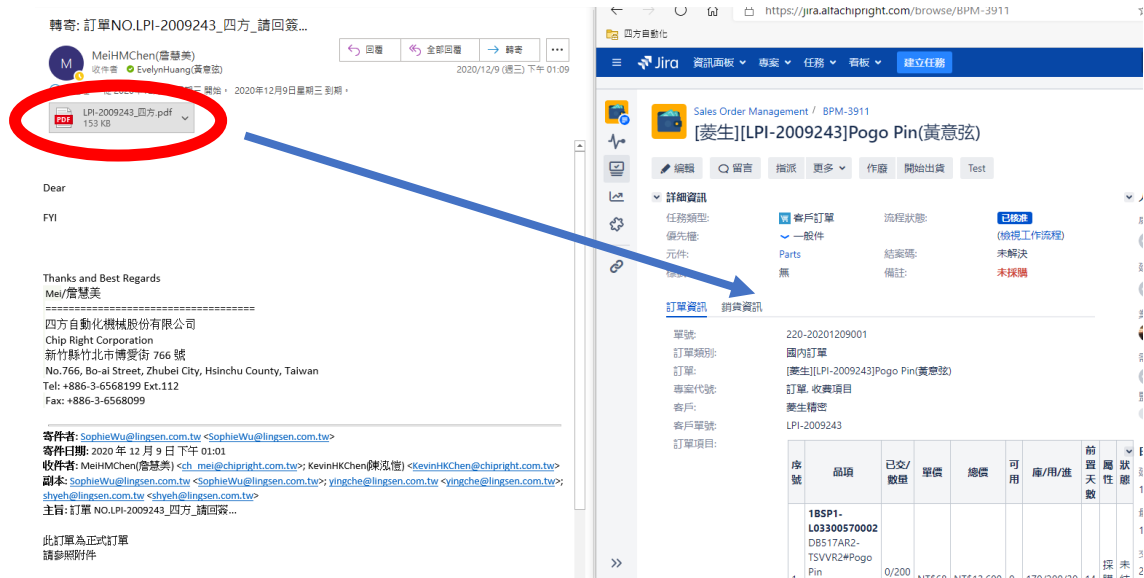 轉寄: 訂單NO.LPI-2009243_四方_請回簽...
MeiHMChen(詹慧美)
收件者 EvelynHuang(黃意弦)
回覆
全部回覆
轉寄
2020/12/9 (週三) 下午 01:09
開始， 2020年12月9日星期三 到期。
LPI-2009243_四方.pdf
153 KB
Dear
FYI
Thanks and Best Regards
Mei/詹慧美
====================================
四方自動化機械股份有限公司
Chip Right Corporation
新竹縣竹北市博愛街 766 號
No.766, Bo-ai Street, Zhubei City, Hsinchu County, Taiwan
Tel: +886-3-6568199 Ext.112
Fax: +886-3-6568099
寄件者: SophieWu@lingsen.com.tw <SophieWu@lingsen.com.tw>
寄件日期: 2020 年 12 月 9 日 下午 01:01
收件者: MeiHMChen(詹慧美) <ch_mei@chipright.com.tw>; KevinHKChen(陳泓愷) <KevinHKChen@chipright.com.tw>
副本: SophieWu@lingsen.com.tw <SophieWu@lingsen.com.tw>; yingche@lingsen.com.tw <yingche@lingsen.com.tw>;
shyeh@lingsen.com.tw <shyeh@lingsen.com.tw>
主旨: 訂單 NO.LPI-2009243_四方_請回簽...
此訂單為正式訂單
請參照附件
https://jira.alfachipright.com/browse/BPM-3911
四方自動化
Jira 資訊面板 專案 任務 看板 建立任務
Sales Order Management / BPM-3911
[菱生][LPI-2009243]Pogo Pin(黃意弦)
編輯 留言 指派 更多 作廢 開始出貨 Test
詳細資訊
任務類型: 客戶訂單 流程狀態: 已核准
優先權: 一般件 (檢視工作流程)
元件: Parts 結案碼: 未解決
無 備註: 未採購
訂單資訊 銷貨資訊
單號: 220-20201209001
訂單類別: 國內訂單
訂單: [菱生][LPI-2009243]Pogo Pin(黃意弦)
專案代號: 訂單, 收費項目
客戶: 菱生精密
客戶單號: LPI-2009243
訂單項目:
序號 品項 已交/數量 單價 總價 可用 庫/用/進 前置天數 屬性 狀態
1BSP1-
L03300570002
DB517AR2-
TSVVR2#Pogo
Pin
0/200